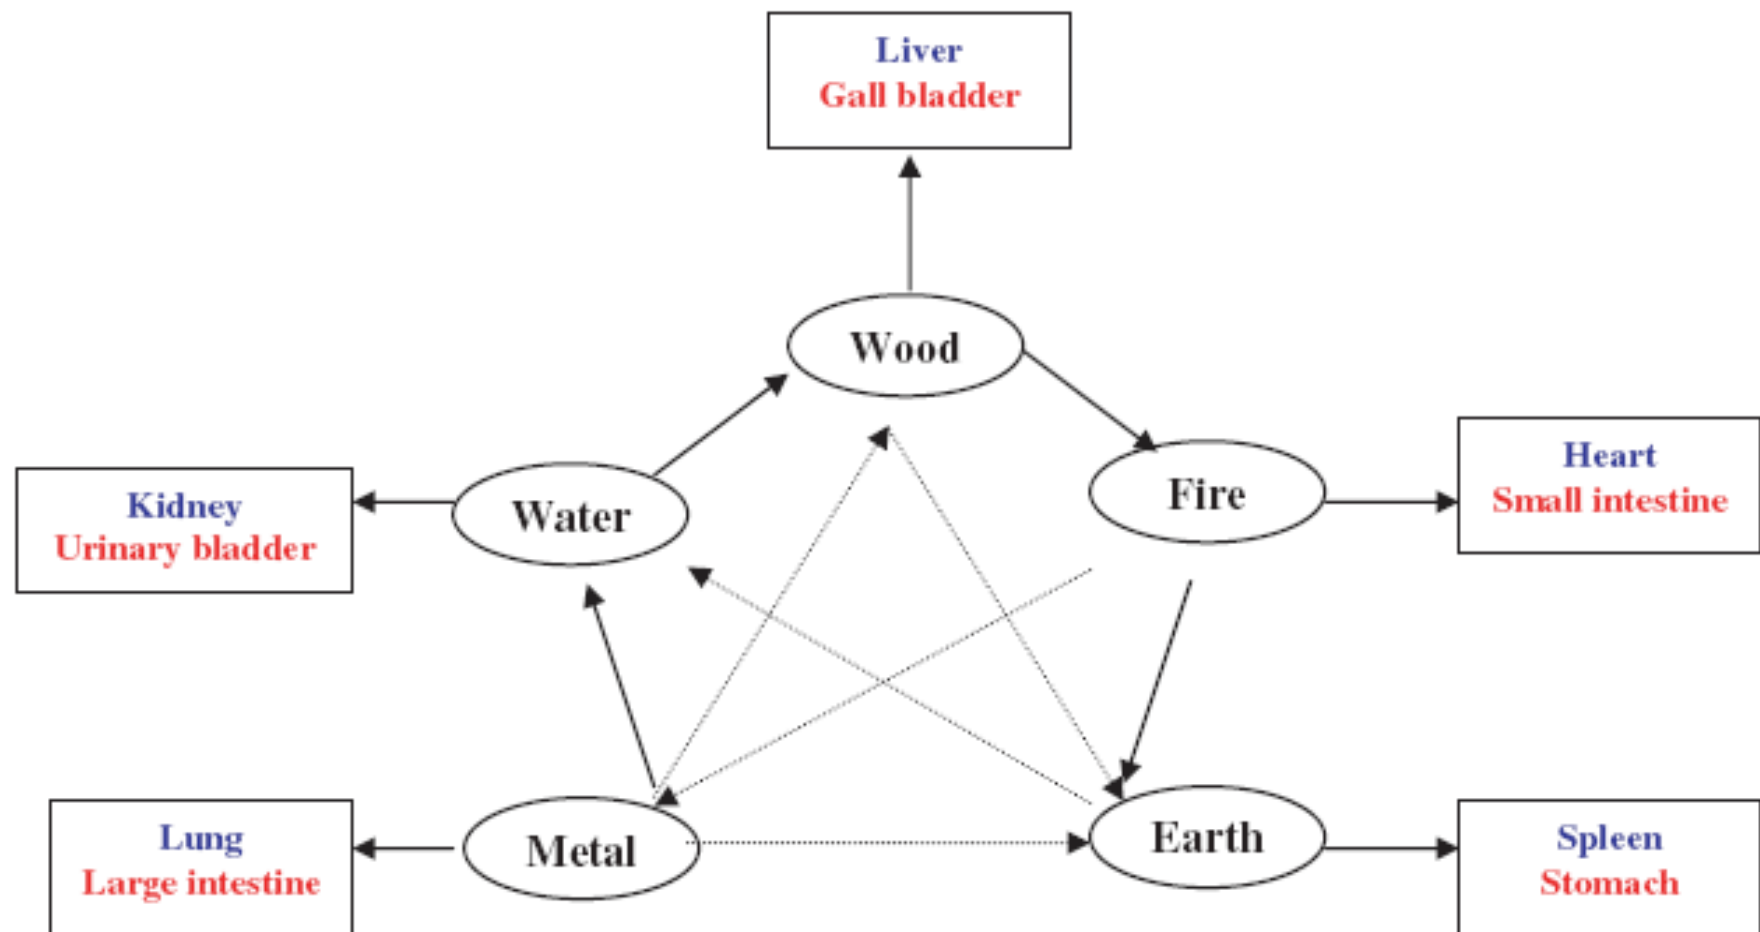 Liver
Gall bladder
Wood
Fire
Heart
Small intestine
Water
Kidney
Urinary bladder
Metal
Lung
Large intestine
Earth
Spleen
Stomach